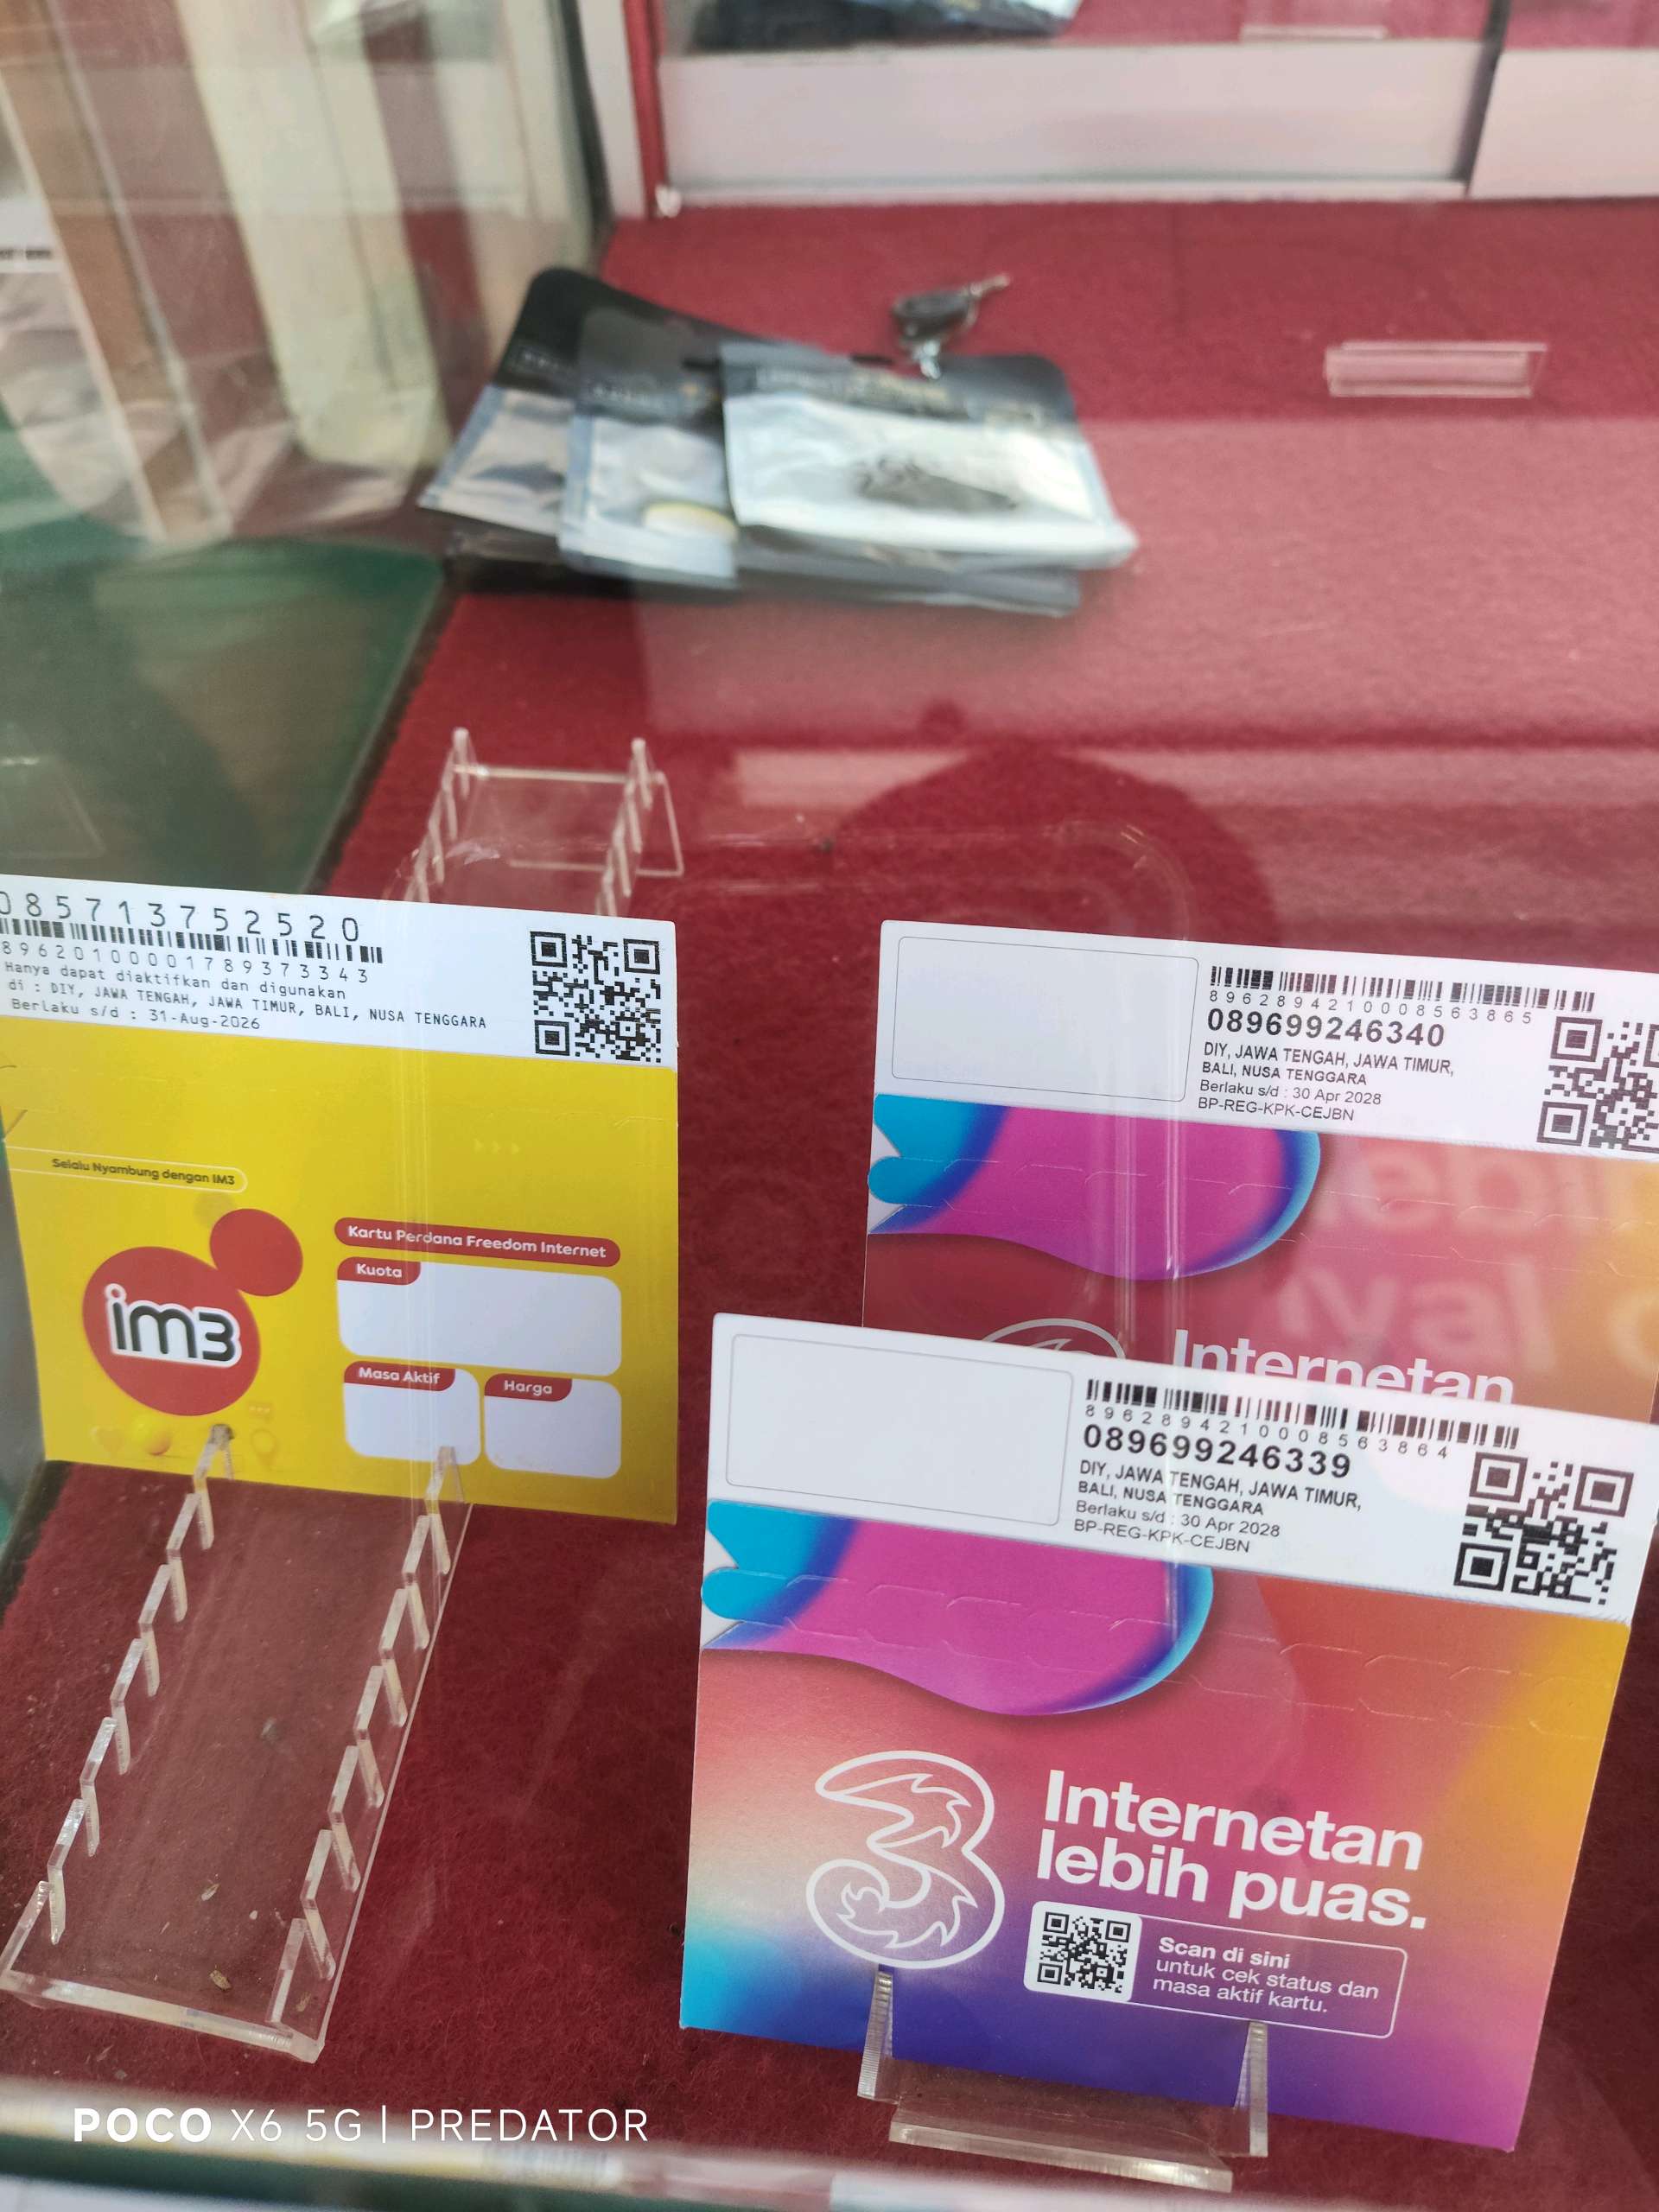 085713752520
8962010000178937 3343
Hanya dapat diaktifkan dan digunakan
di : DIY, JAWA TENGAH, JAWA TIMUR, BALI, NUSA TENGGARA
Berlaku s/d : 31-Aug-2026
Selalu Nyambung dengan IM3
im3
Kartu Perdana Freedom Internet
Kuota
Masa Aktif
Harga
8962894210008563865
089699246340
DIY, JAWA TENGAH, JAWA TIMUR,
BALI, NUSA TENGGARA
Berlaku s/d : 30 Apr 2028
BP-REG-KPK-CEJBN
Internetan
8962894210008563864
089699246339
DIY, JAWA TENGAH, JAWA TIMUR,
BALI, NUSA TENGGARA
Berlaku s/d : 30 Apr 2028
BP-REG-KPK-CEJBN
3
Internetan
lebih puas.
Scan di sini
untuk cek status dan
masa aktif kartu.
POCO X6 5G | PREDATOR